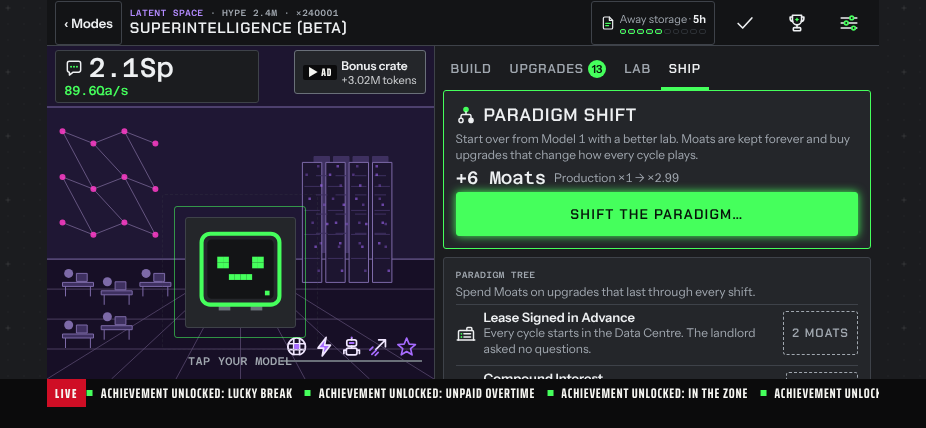 ‹ Modes
LATENT SPACE · HYPE 2.4M · ×240001
SUPERINTELLIGENCE (BETA)
Away storage · 5h
2.1Sp
89.6Qa/s
AD
Bonus crate
+3.02M tokens
BUILD
UPGRADES 13
LAB
SHIP
PARADIGM SHIFT
Start over from Model 1 with a better lab. Moats are kept forever and buy
upgrades that change how every cycle plays.
+6 Moats Production ×1 → ×2.99
SHIFT THE PARADIGM…
PARADIGM TREE
Spend Moats on upgrades that last through every shift.
Lease Signed in Advance
Every cycle starts in the Data Centre. The landlord
asked no questions.
2 MOATS
Compound Interest
TAP YOUR MODEL
LIVE
ACHIEVEMENT UNLOCKED: LUCKY BREAK ACHIEVEMENT UNLOCKED: UNPAID OVERTIME ACHIEVEMENT UNLOCKED: IN THE ZONE ACHIEVEMENT UNLOCK